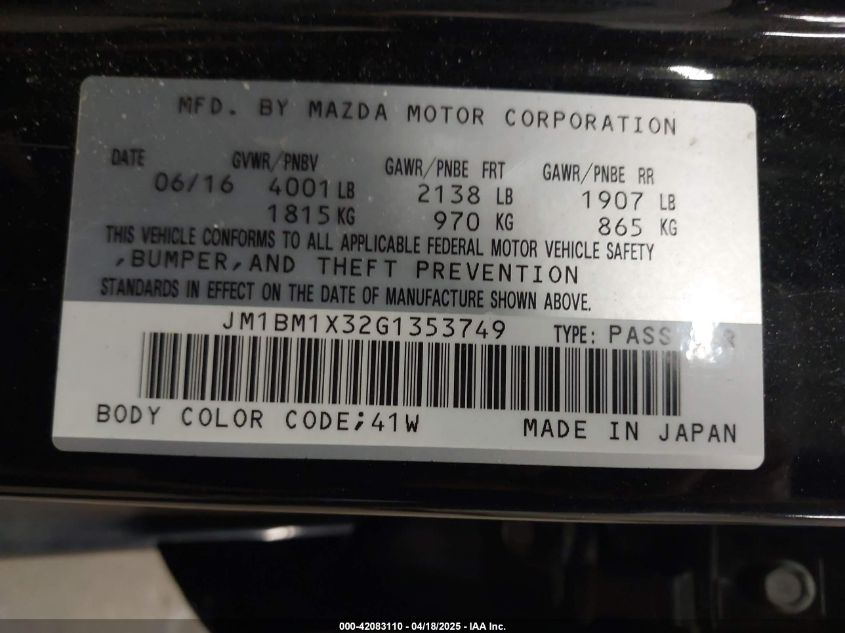 MFD. BY MAZDA MOTOR CORPORATION
DATE GVWR/PNBV GAWR/PNBE FRT GAWR/PNBE RR
06/16 4001 LB 2138 LB 1907 LB
1815 KG 970 KG 865 KG
THIS VEHICLE CONFORMS TO ALL APPLICABLE FEDERAL MOTOR VEHICLE SAFETY
,BUMPER,AND THEFT PREVENTION
STANDARDS IN EFFECT ON THE DATE OF MANUFACTURE SHOWN ABOVE.
JM1BM1X32G1353749 TYPE: PASS
BODY COLOR CODE;41W MADE IN JAPAN
000-42083110 - 04/18/2025 - IAA Inc.